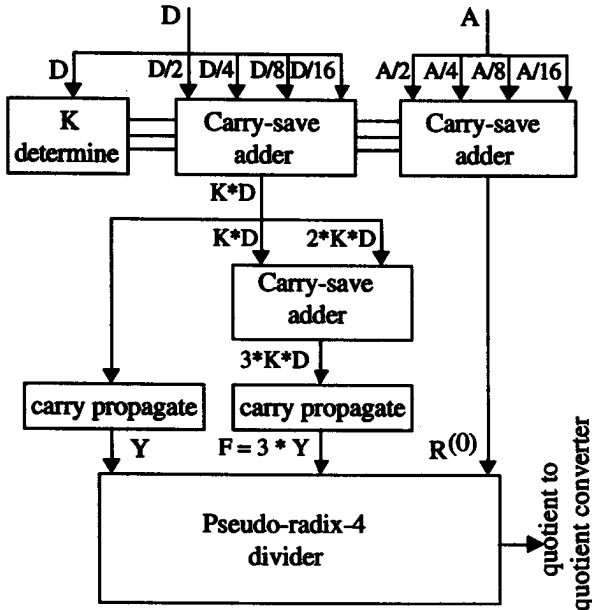 D
A
D
D/2
D/4
D/8
D/16
A/2
A/4
A/8
A/16
K
determine
Carry-save
adder
Carry-save
adder
K*D
K*D
2*K*D
Carry-save
adder
3*K*D
carry propagate
carry propagate
Y
F = 3 * Y
R(0)
Pseudo-radix-4
divider
quotient to
quotient converter